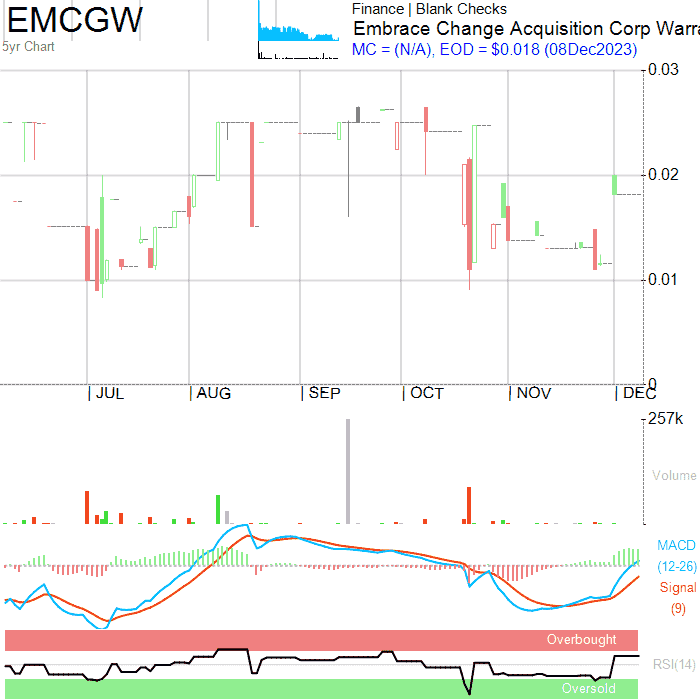 EMCGW
5yr Chart
Finance | Blank Checks
Embrace Change Acquisition Corp Warra
MC = (N/A), EOD = $0.018 (08Dec2023)
0.03
0.02
0.01
0
JUL AUG SEP OCT NOV DEC
257k
Volume
MACD
(12-26)
Signal
(9)
Overbought
RSI(14)
Oversold